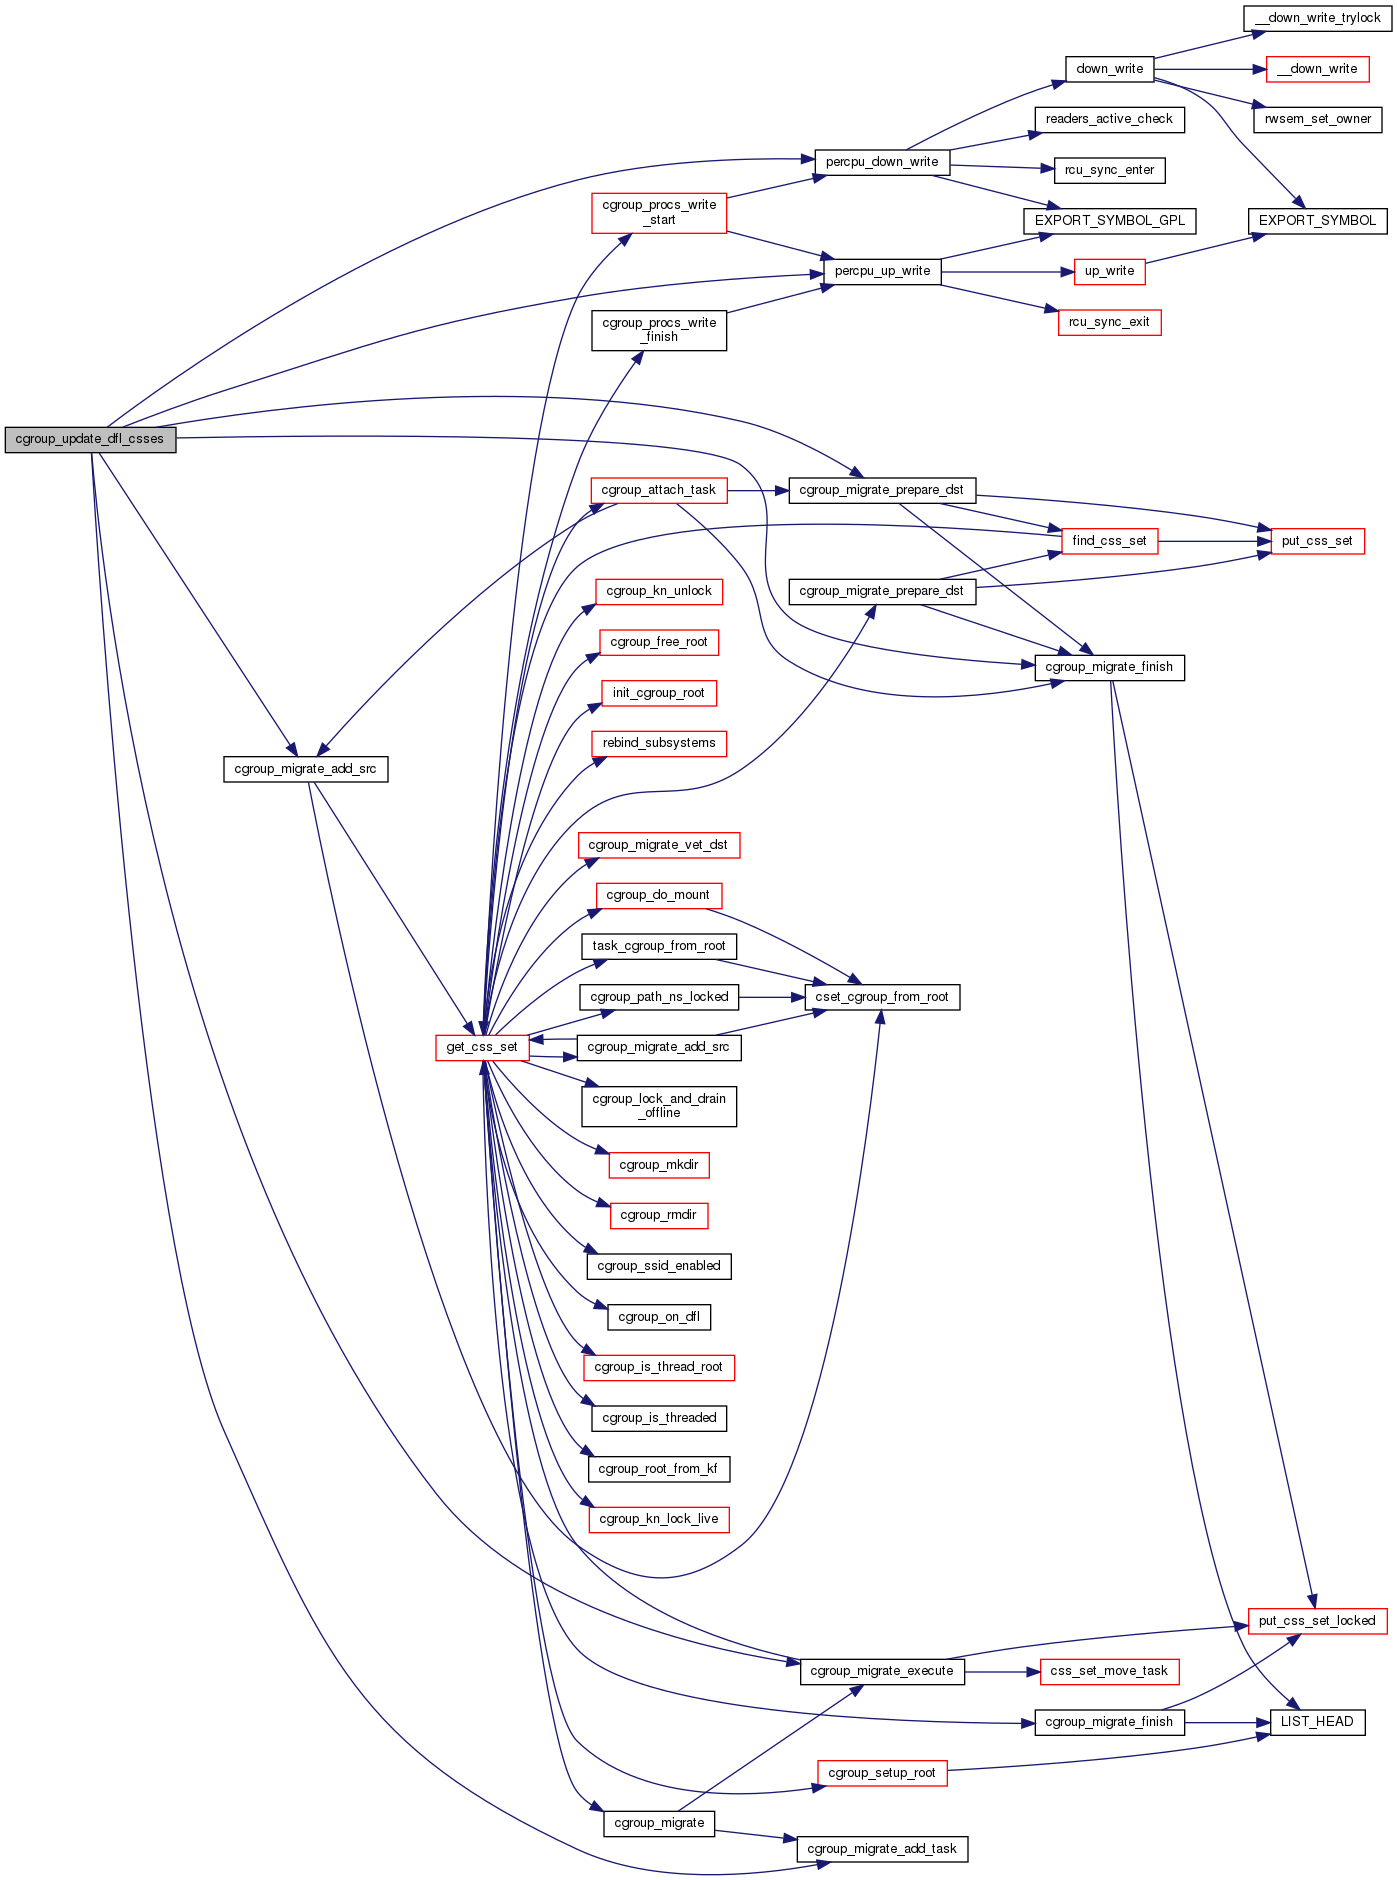 __down_write_trylock
down_write
__down_write
readers_active_check
rwsem_set_owner
percpu_down_write
rcu_sync_enter
cgroup_procs_write
_start
EXPORT_SYMBOL_GPL
EXPORT_SYMBOL
percpu_up_write
up_write
cgroup_procs_write
_finish
rcu_sync_exit
cgroup_update_dfl_csses
cgroup_attach_task
cgroup_migrate_prepare_dst
find_css_set
put_css_set
cgroup_kn_unlock
cgroup_migrate_prepare_dst
cgroup_free_root
cgroup_migrate_finish
init_cgroup_root
rebind_subsystems
cgroup_migrate_add_src
cgroup_migrate_vet_dst
cgroup_do_mount
task_cgroup_from_root
cgroup_path_ns_locked
cset_cgroup_from_root
get_css_set
cgroup_migrate_add_src
cgroup_lock_and_drain
_offline
cgroup_mkdir
cgroup_rmdir
cgroup_ssid_enabled
cgroup_on_dfl
cgroup_is_thread_root
cgroup_is_threaded
cgroup_root_from_kf
cgroup_kn_lock_live
put_css_set_locked
cgroup_migrate_execute
css_set_move_task
cgroup_migrate_finish
LIST_HEAD
cgroup_setup_root
cgroup_migrate
cgroup_migrate_add_task